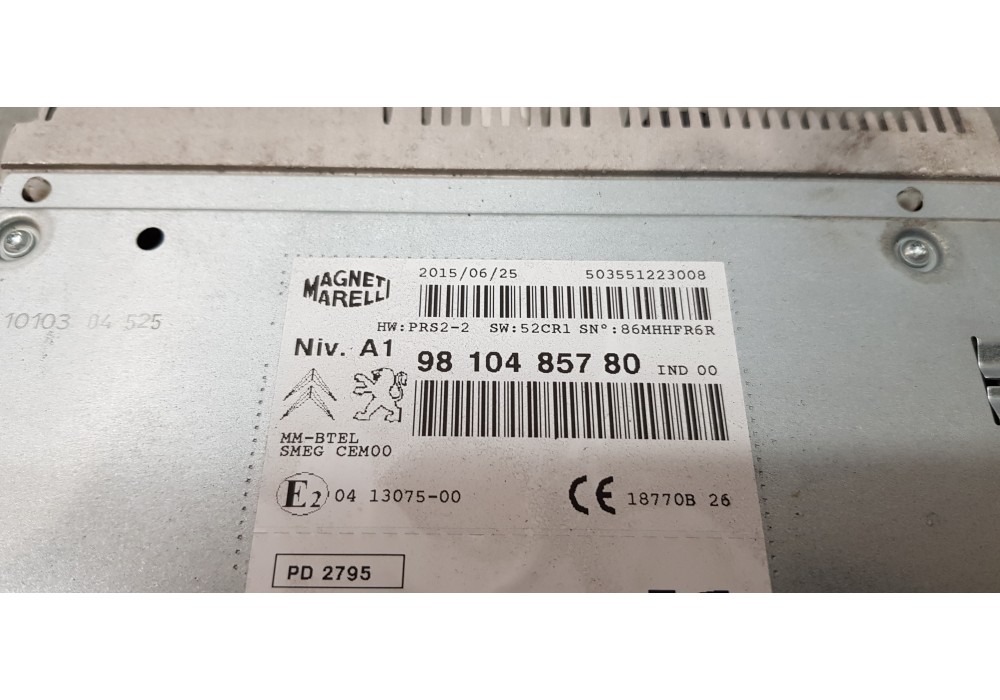 MAGNETI
MARELLI
2015/06/25 503551223008
HW:PRS2-2 SW:52CR1 SN°:86MHHFR6R
Niv. A1
98 104 857 80 IND 00
MM-BTEL
SMEG CEM00
E2 04 13075-00
CE 18770B 26
PD 2795
10103 04 525